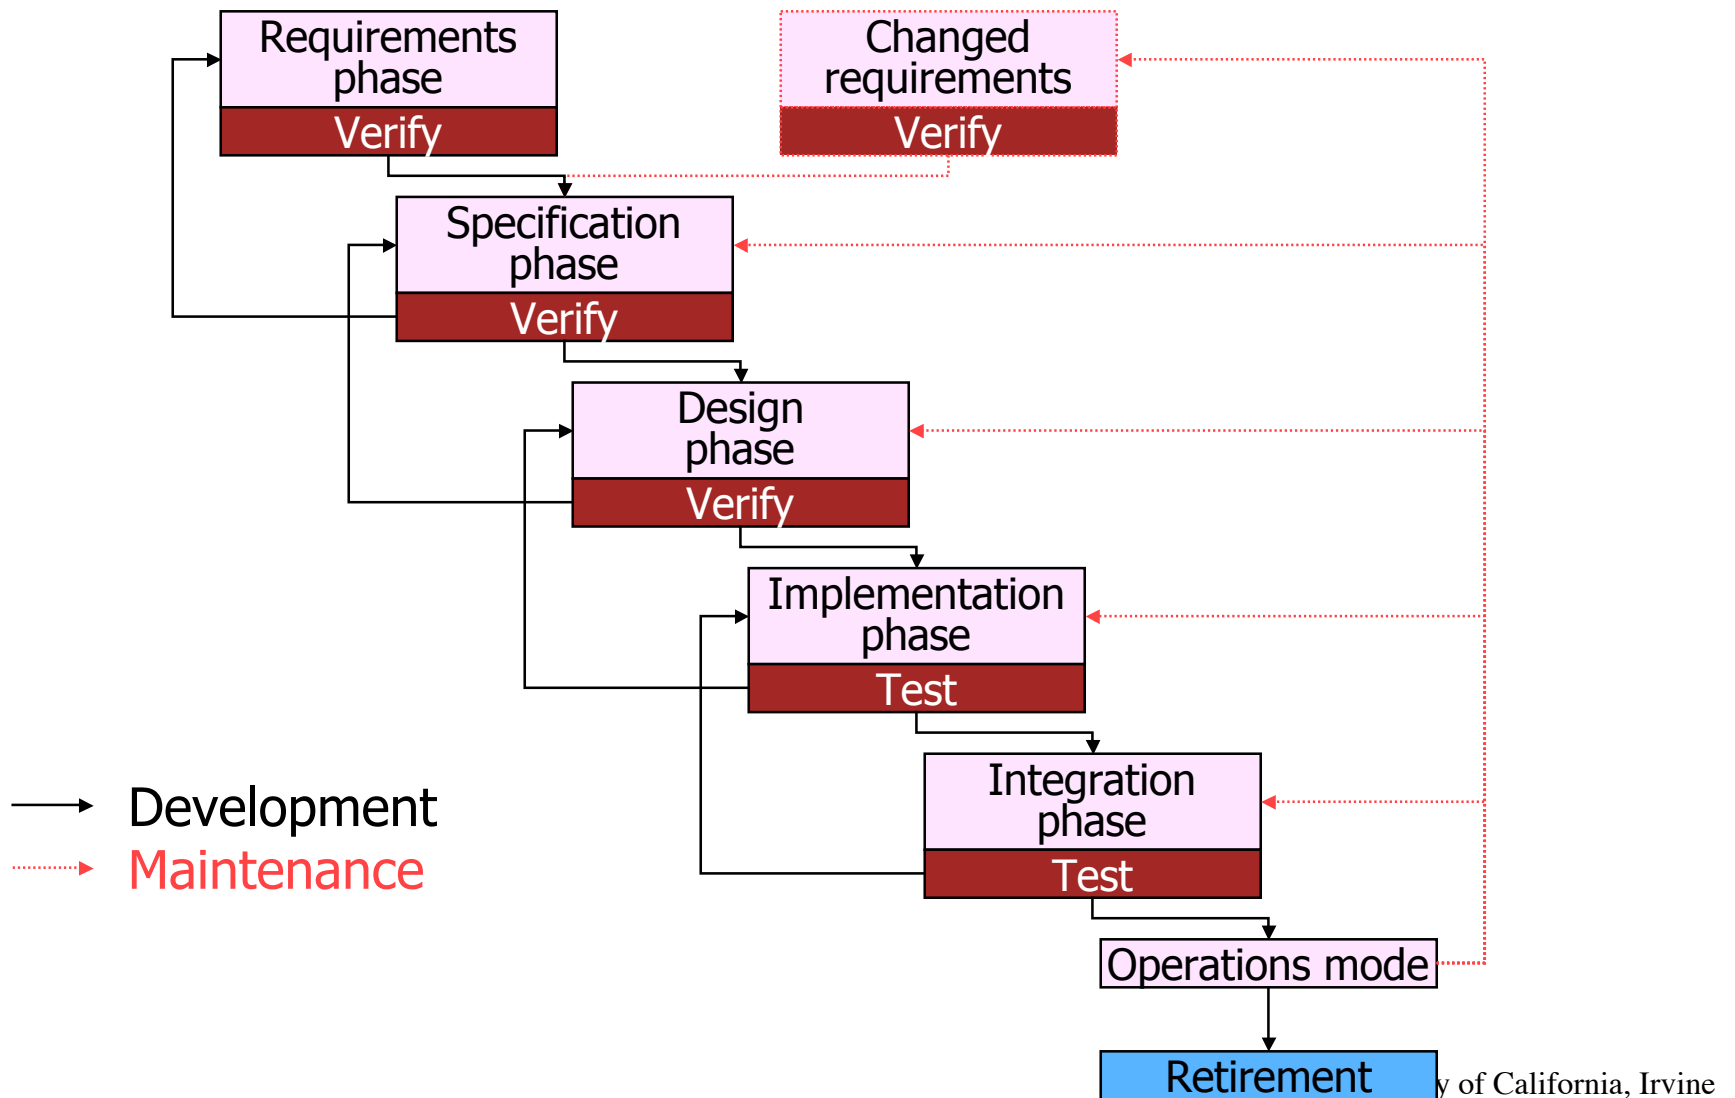 Requirements
phase
Verify
Changed
requirements
Verify
Specification
phase
Verify
Design
phase
Verify
Implementation
phase
Test
Integration
phase
Test
Development
Maintenance
Operations mode
Retirement
y of California, Irvine